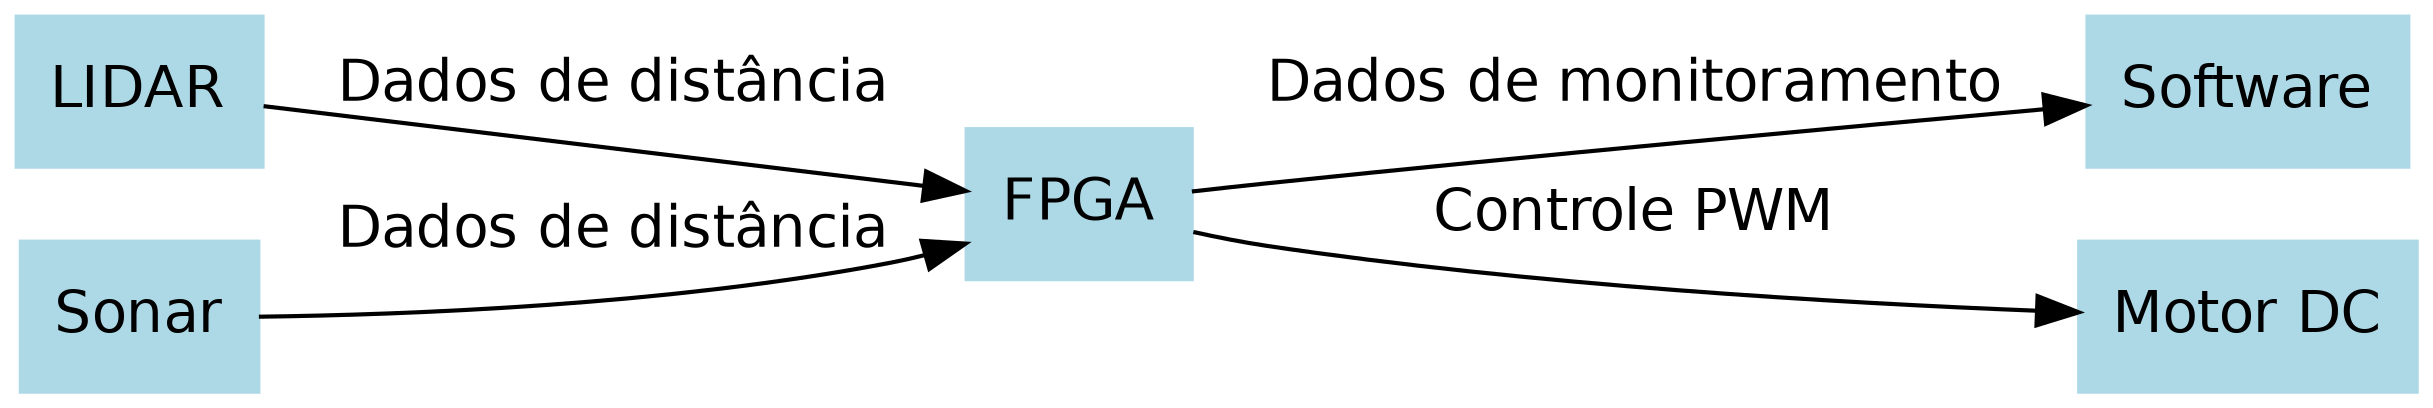 LIDAR
Dados de distância
Dados de monitoramento
Software
FPGA
Sonar
Dados de distância
Controle PWM
Motor DC